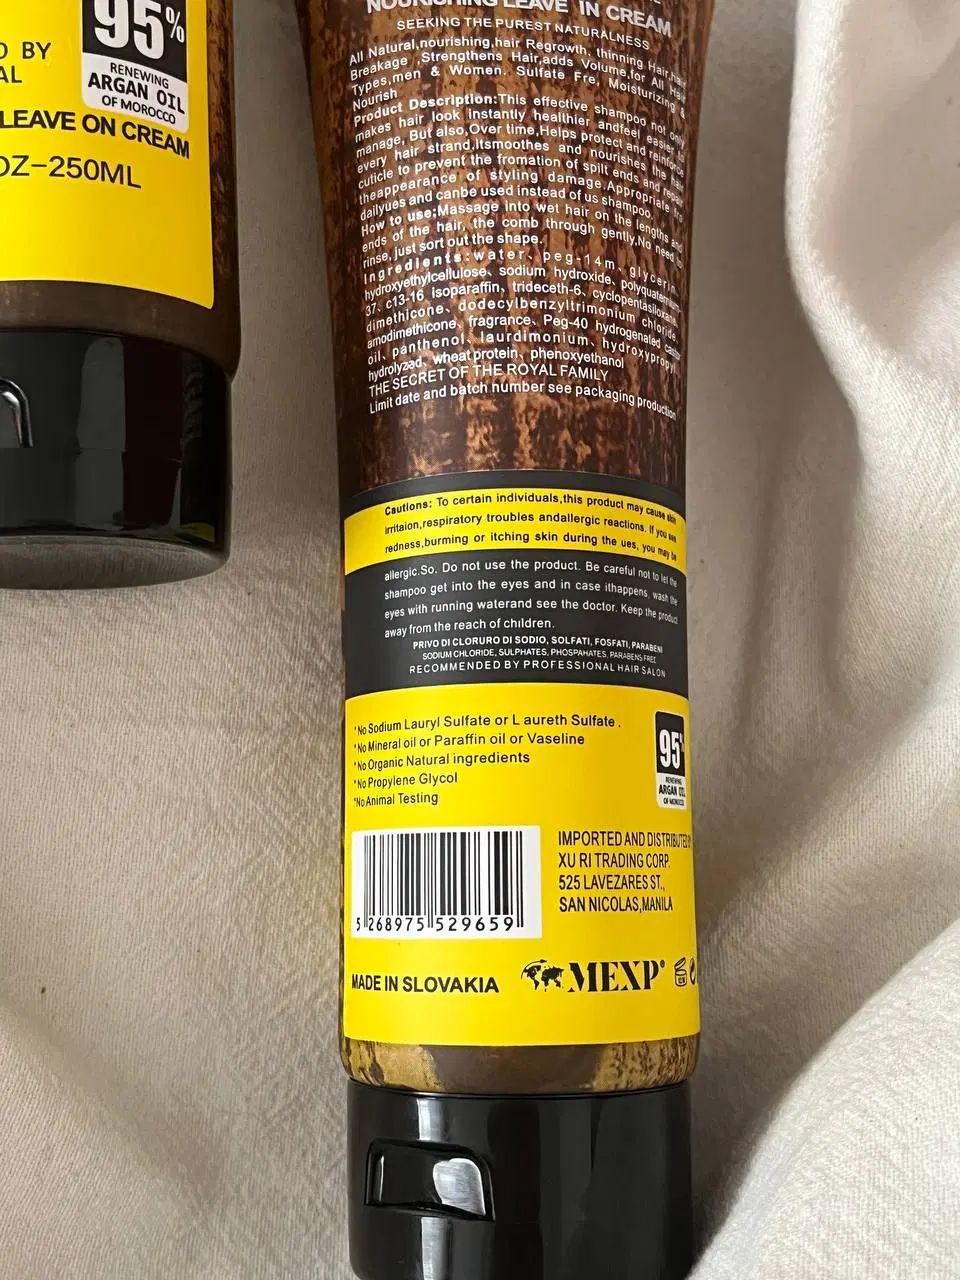 95%
RENEWING
ARGAN OIL
OF MOROCCO
D BY
AL
LEAVE ON CREAM
OZ-250ML
NOURISHING LEAVE IN CREAM
SEEKING THE PUREST NATURALNESS
All Natural,nourishing,hair Regrowth, thinning Hair,hair
Breakage ,Strengthens Hair,adds Volume,for All Hair
Types,men & Women. Sulfate Fre, Moisturizing &
Nourish
Product Description:This effective shampoo not only
makes hair look instantly healthier andfeel easier to
manage, But also,Over time,Helps protect and reinforce
every hair strand.Itsmoothes and nourishes the hair
cuticle to prevent the fromation of spilt ends and repairs
theappearance of styling damage.Appropriate for
dailyues and canbe used instead of us shampoo.
How to use:Massage into wet hair on the lengths and
ends of the hair, the comb through gently,No need to
rinse, just sort out the shape.
Ingredients:water、peg-14m、glycerin、
hydroxyethylcellulose、sodium hydroxide、polyquaternium-
37、c13-16 isoparaffin、trideceth-6、cyclopentasiloxane、
dimethicone、dodecylbenzyltrimonium chloride、
amodimethicone、fragrance、Peg-40 hydrogenated castor
oil、panthenol、laurdimonium、hydroxypropyl
hydrolyzad、wheat protein、phenoxyethanol
THE SECRET OF THE ROYAL FAMILY
Limit date and batch number see packaging production
Cautions: To certain individuals,this product may cause skin
irritaion,respiratory troubles andallergic reactions. If you see
redness,burming or itching skin during the ues, you may be
allergic.So. Do not use the product. Be careful not to let the
shampoo get into the eyes and in case ithappens, wash the
eyes with running waterand see the doctor. Keep the product
away from the reach of children.
PRIVO DI CLORURO DI SODIO, SOLFATI, FOSFATI, PARABENI
SODIUM CHLORIDE, SULPHATES, PHOSPAHATES, PARABENS FREE
RECOMMENDED BY PROFESSIONAL HAIR SALON
*No Sodium Lauryl Sulfate or L aureth Sulfate .
*No Mineral oil or Paraffin oil or Vaseline
*No Organic Natural ingredients
*No Propylene Glycol
*No Animal Testing
95%
RENEWING
ARGAN OIL
OF MOROCCO
5 268975 529659
IMPORTED AND DISTRIBUTED BY
XU RI TRADING CORP.
525 LAVEZARES ST.,
SAN NICOLAS,MANILA
MADE IN SLOVAKIA
MEXP®